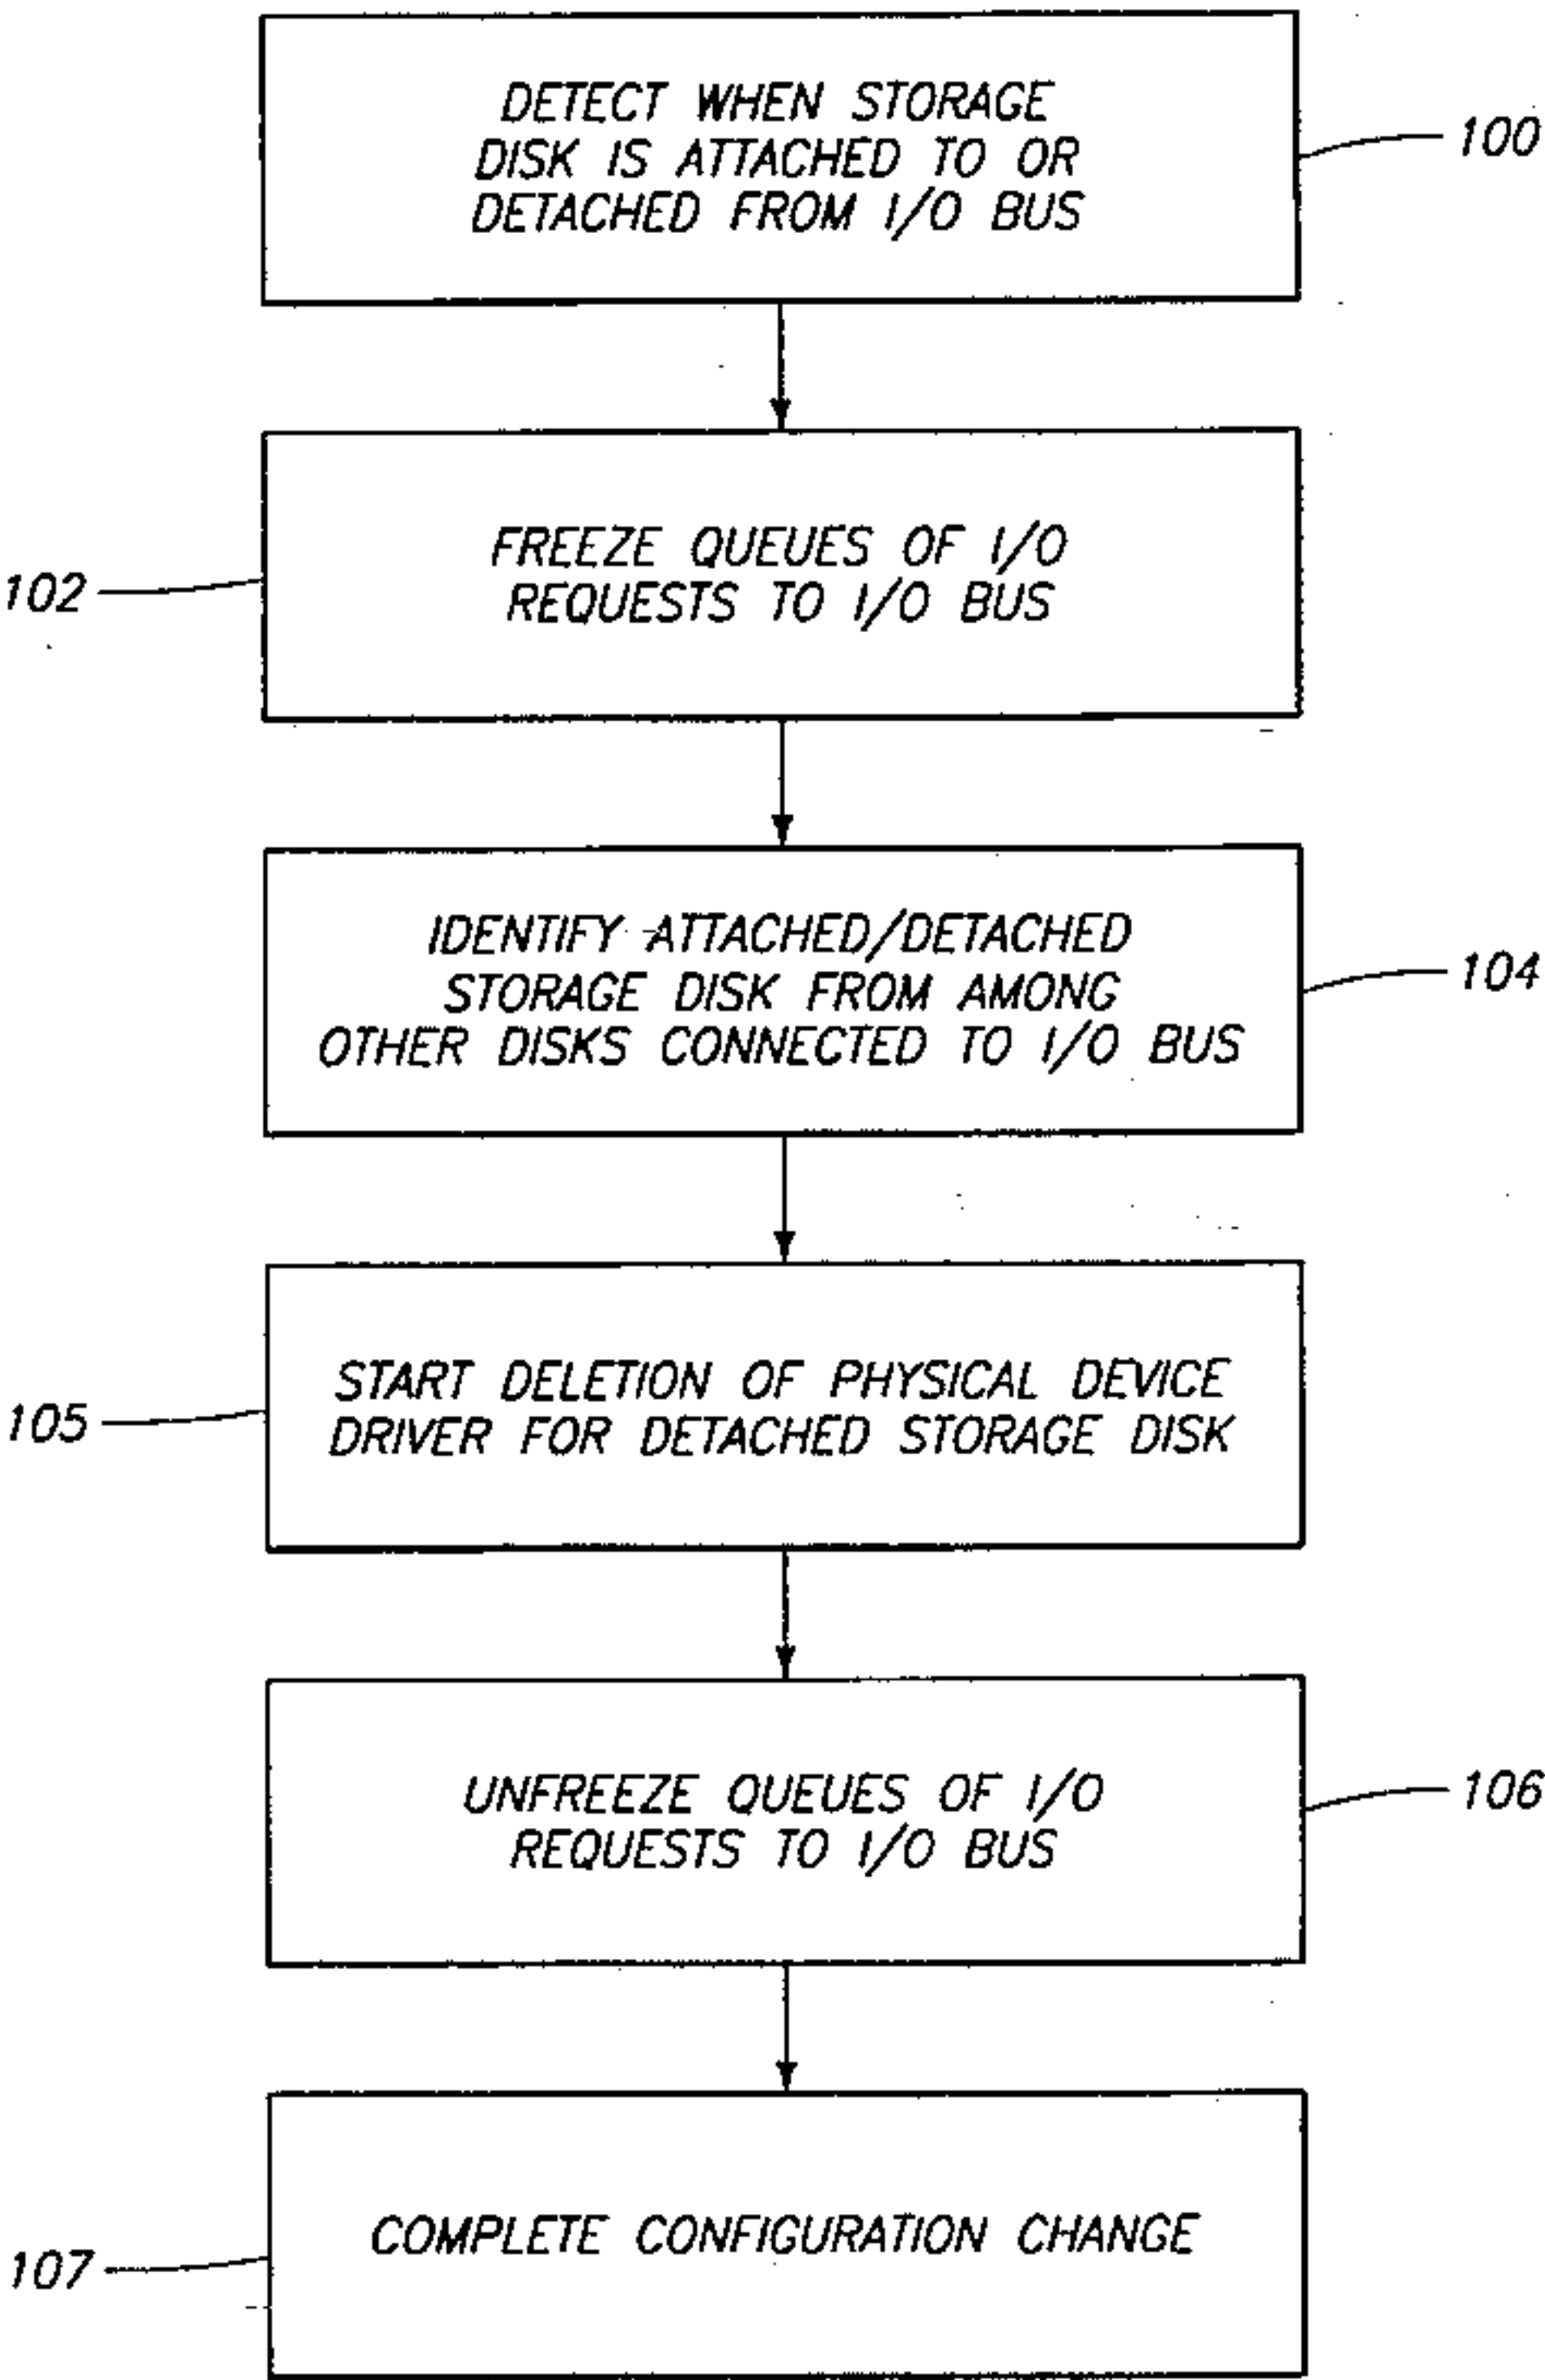 DETECT WHEN STORAGE
DISK IS ATTACHED TO OR
DETACHED FROM I/O BUS
100
FREEZE QUEUES OF I/O
REQUESTS TO I/O BUS
102
IDENTIFY ATTACHED/DETACHED
STORAGE DISK FROM AMONG
OTHER DISKS CONNECTED TO I/O BUS
104
START DELETION OF PHYSICAL DEVICE
DRIVER FOR DETACHED STORAGE DISK
105
UNFREEZE QUEUES OF I/O
REQUESTS TO I/O BUS
106
COMPLETE CONFIGURATION CHANGE
107